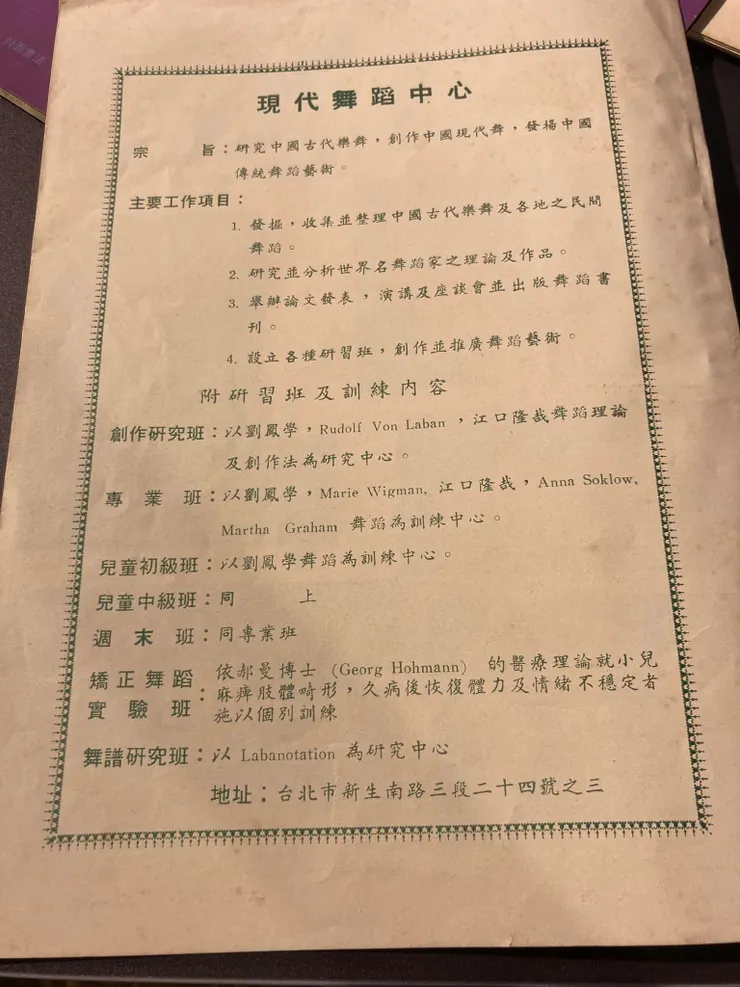 現代舞蹈中心
宗旨：研究中國古代樂舞，創作中國現代舞，發揚中國
傳統舞蹈藝術。
主要工作項目：
1. 發掘，收集並整理中國古代樂舞及各地之民間
舞蹈。
2. 研究並分析世界名舞蹈家之理論及作品。
3. 舉辦論文發表，演講及座談會並出版舞蹈書
刊。
4. 設立各種研習班，創作並推廣舞蹈藝術。
附研習班及訓練內容
創作研究班：以劉鳳學，Rudolf Von Laban，江口隆哉舞蹈理論
及創作法為研究中心。
專業班：以劉鳳學，Marie Wigman, 江口隆哉，Anna Soklow,
Martha Graham 舞蹈為訓練中心。
兒童初級班：以劉鳳學舞蹈為訓練中心。
兒童中級班：同上
週末班：同專業班
矯正舞蹈實驗班：依郝曼博士 (Georg Hohmann) 的醫療理論就小兒
麻痺肢體畸形，久病後恢復體力及情緒不穩定者
施以個別訓練
舞譜研究班：以 Labanotation 為研究中心
地址：台北市新生南路三段二十四號之三